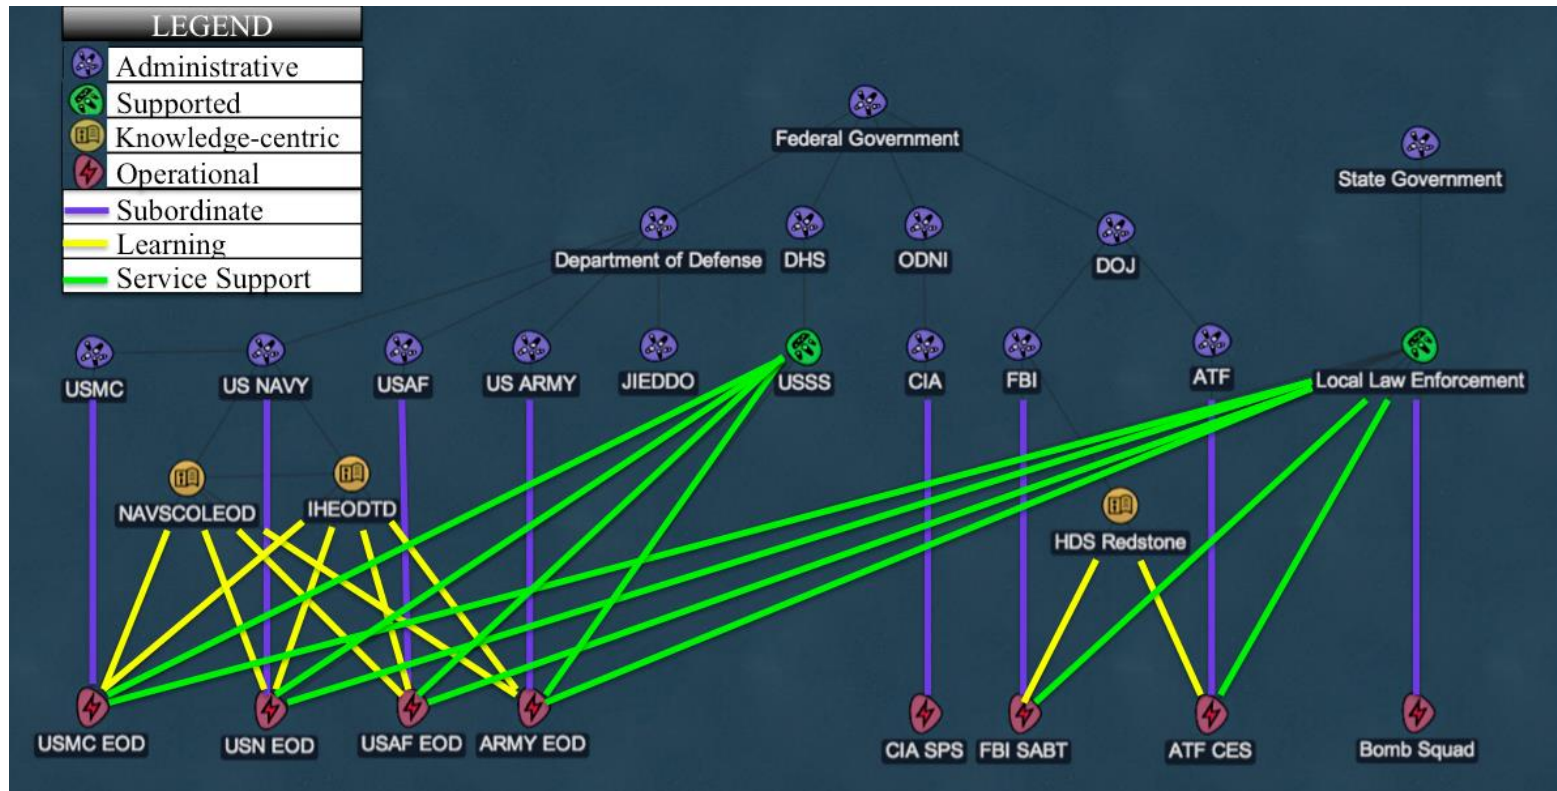 LEGEND
Administrative
Supported
Knowledge-centric
Operational
Subordinate
Learning
Service Support
Federal Government
State Government
Department of Defense
DHS
ODNI
DOJ
USMC
US NAVY
USAF
US ARMY
JIEDDO
USSS
CIA
FBI
ATF
Local Law Enforcement
NAVSCOLEOD
IHEODTD
HDS Redstone
USMC EOD
USN EOD
USAF EOD
ARMY EOD
CIA SPS
FBI SABT
ATF CES
Bomb Squad